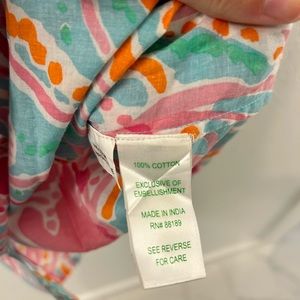 100% COTTON
EXCLUSIVE OF
EMBELLISHMENT
MADE IN INDIA
RN# 88189
SEE REVERSE
FOR CARE